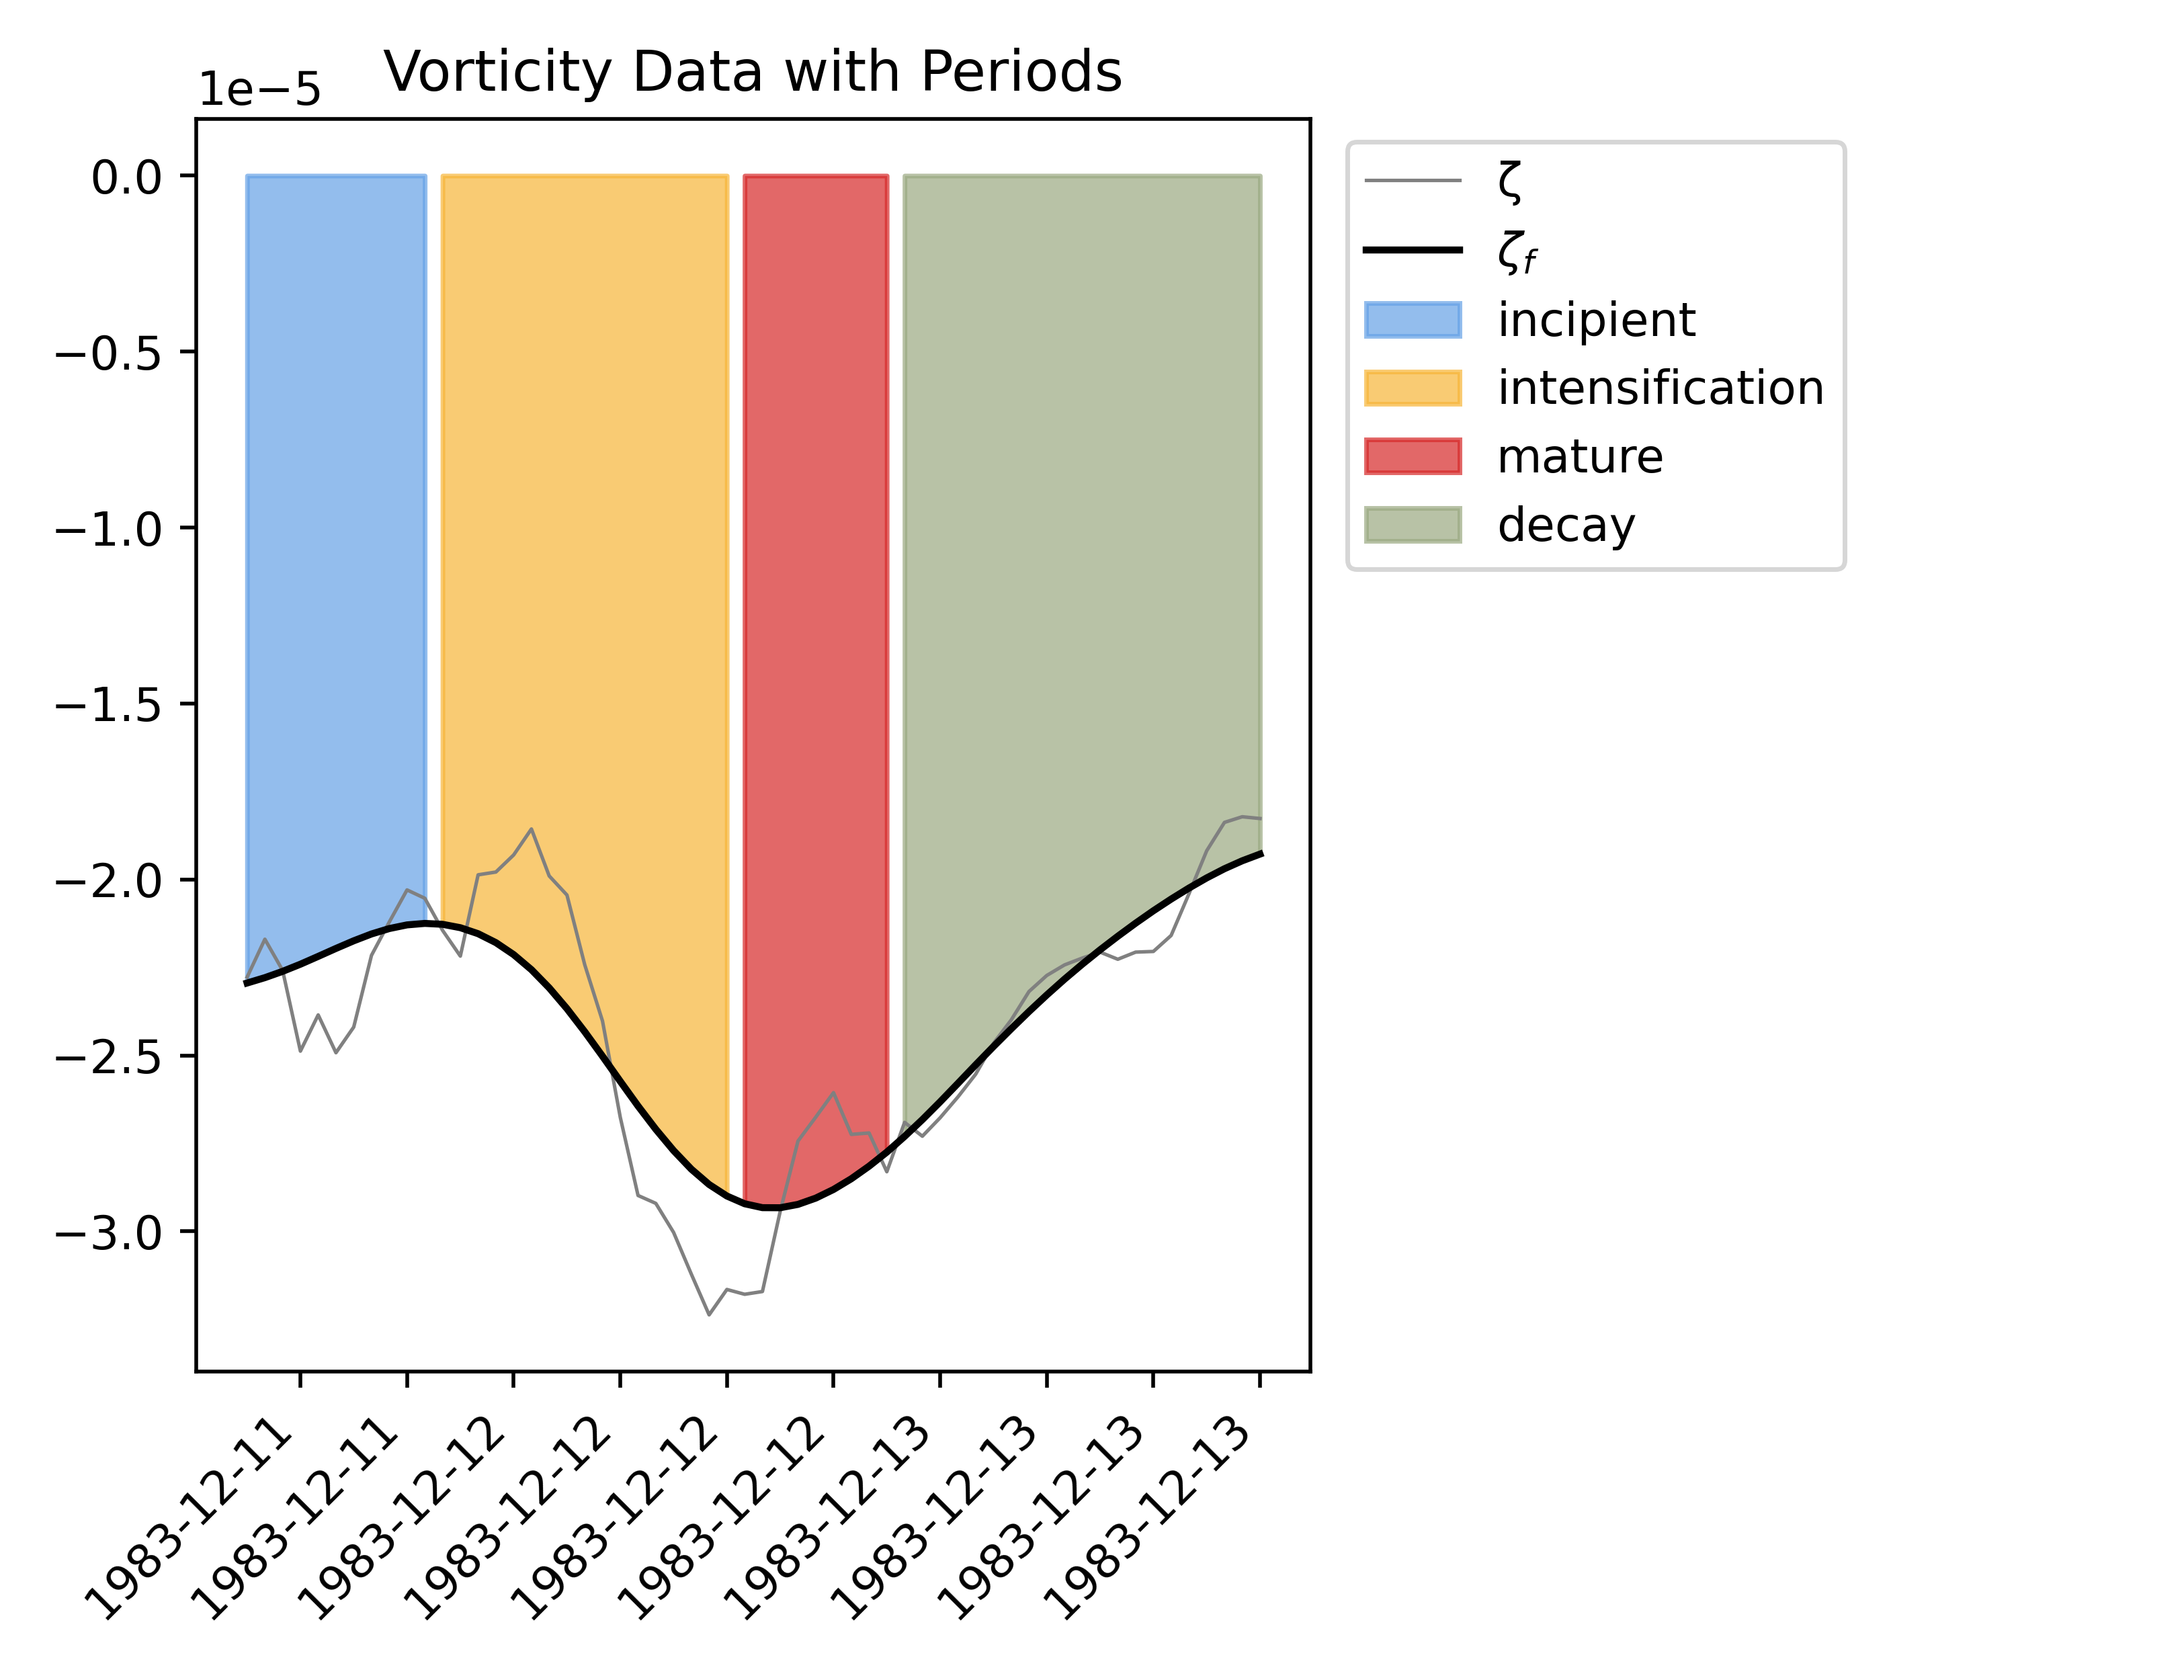 Vorticity Data with Periods
1e−5
0.0
−0.5
−1.0
−1.5
−2.0
−2.5
−3.0
1983-12-11
1983-12-11
1983-12-12
1983-12-12
1983-12-12
1983-12-12
1983-12-13
1983-12-13
1983-12-13
1983-12-13
ζ
ζf
incipient
intensification
mature
decay